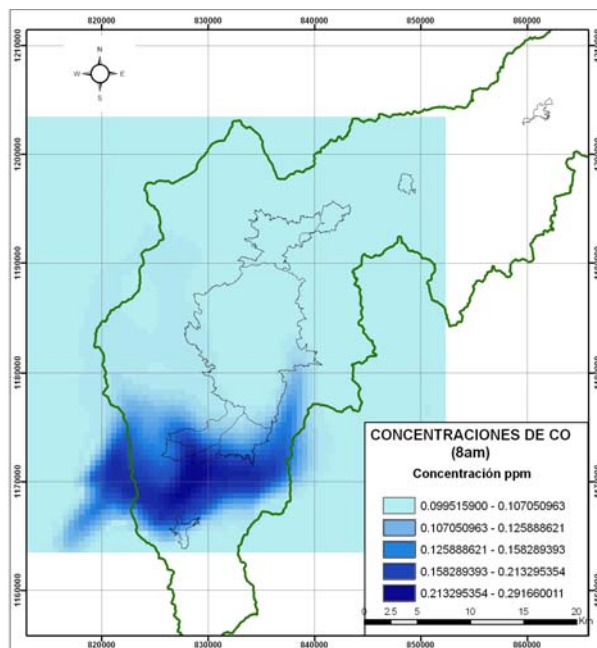 820000 830000 840000 850000 860000
1210000
1200000 1200000
1190000 1190000
1180000
1170000
1160000
N
W E
S
CONCENTRACIONES DE CO
(8am)
Concentración ppm
0.099515900 - 0.107050963
0.107050963 - 0.125888621
0.125888621 - 0.158289393
0.158289393 - 0.213295354
0.213295354 - 0.291660011
0 2.5 5 10 15 20
Km
820000 830000 840000 850000 860000